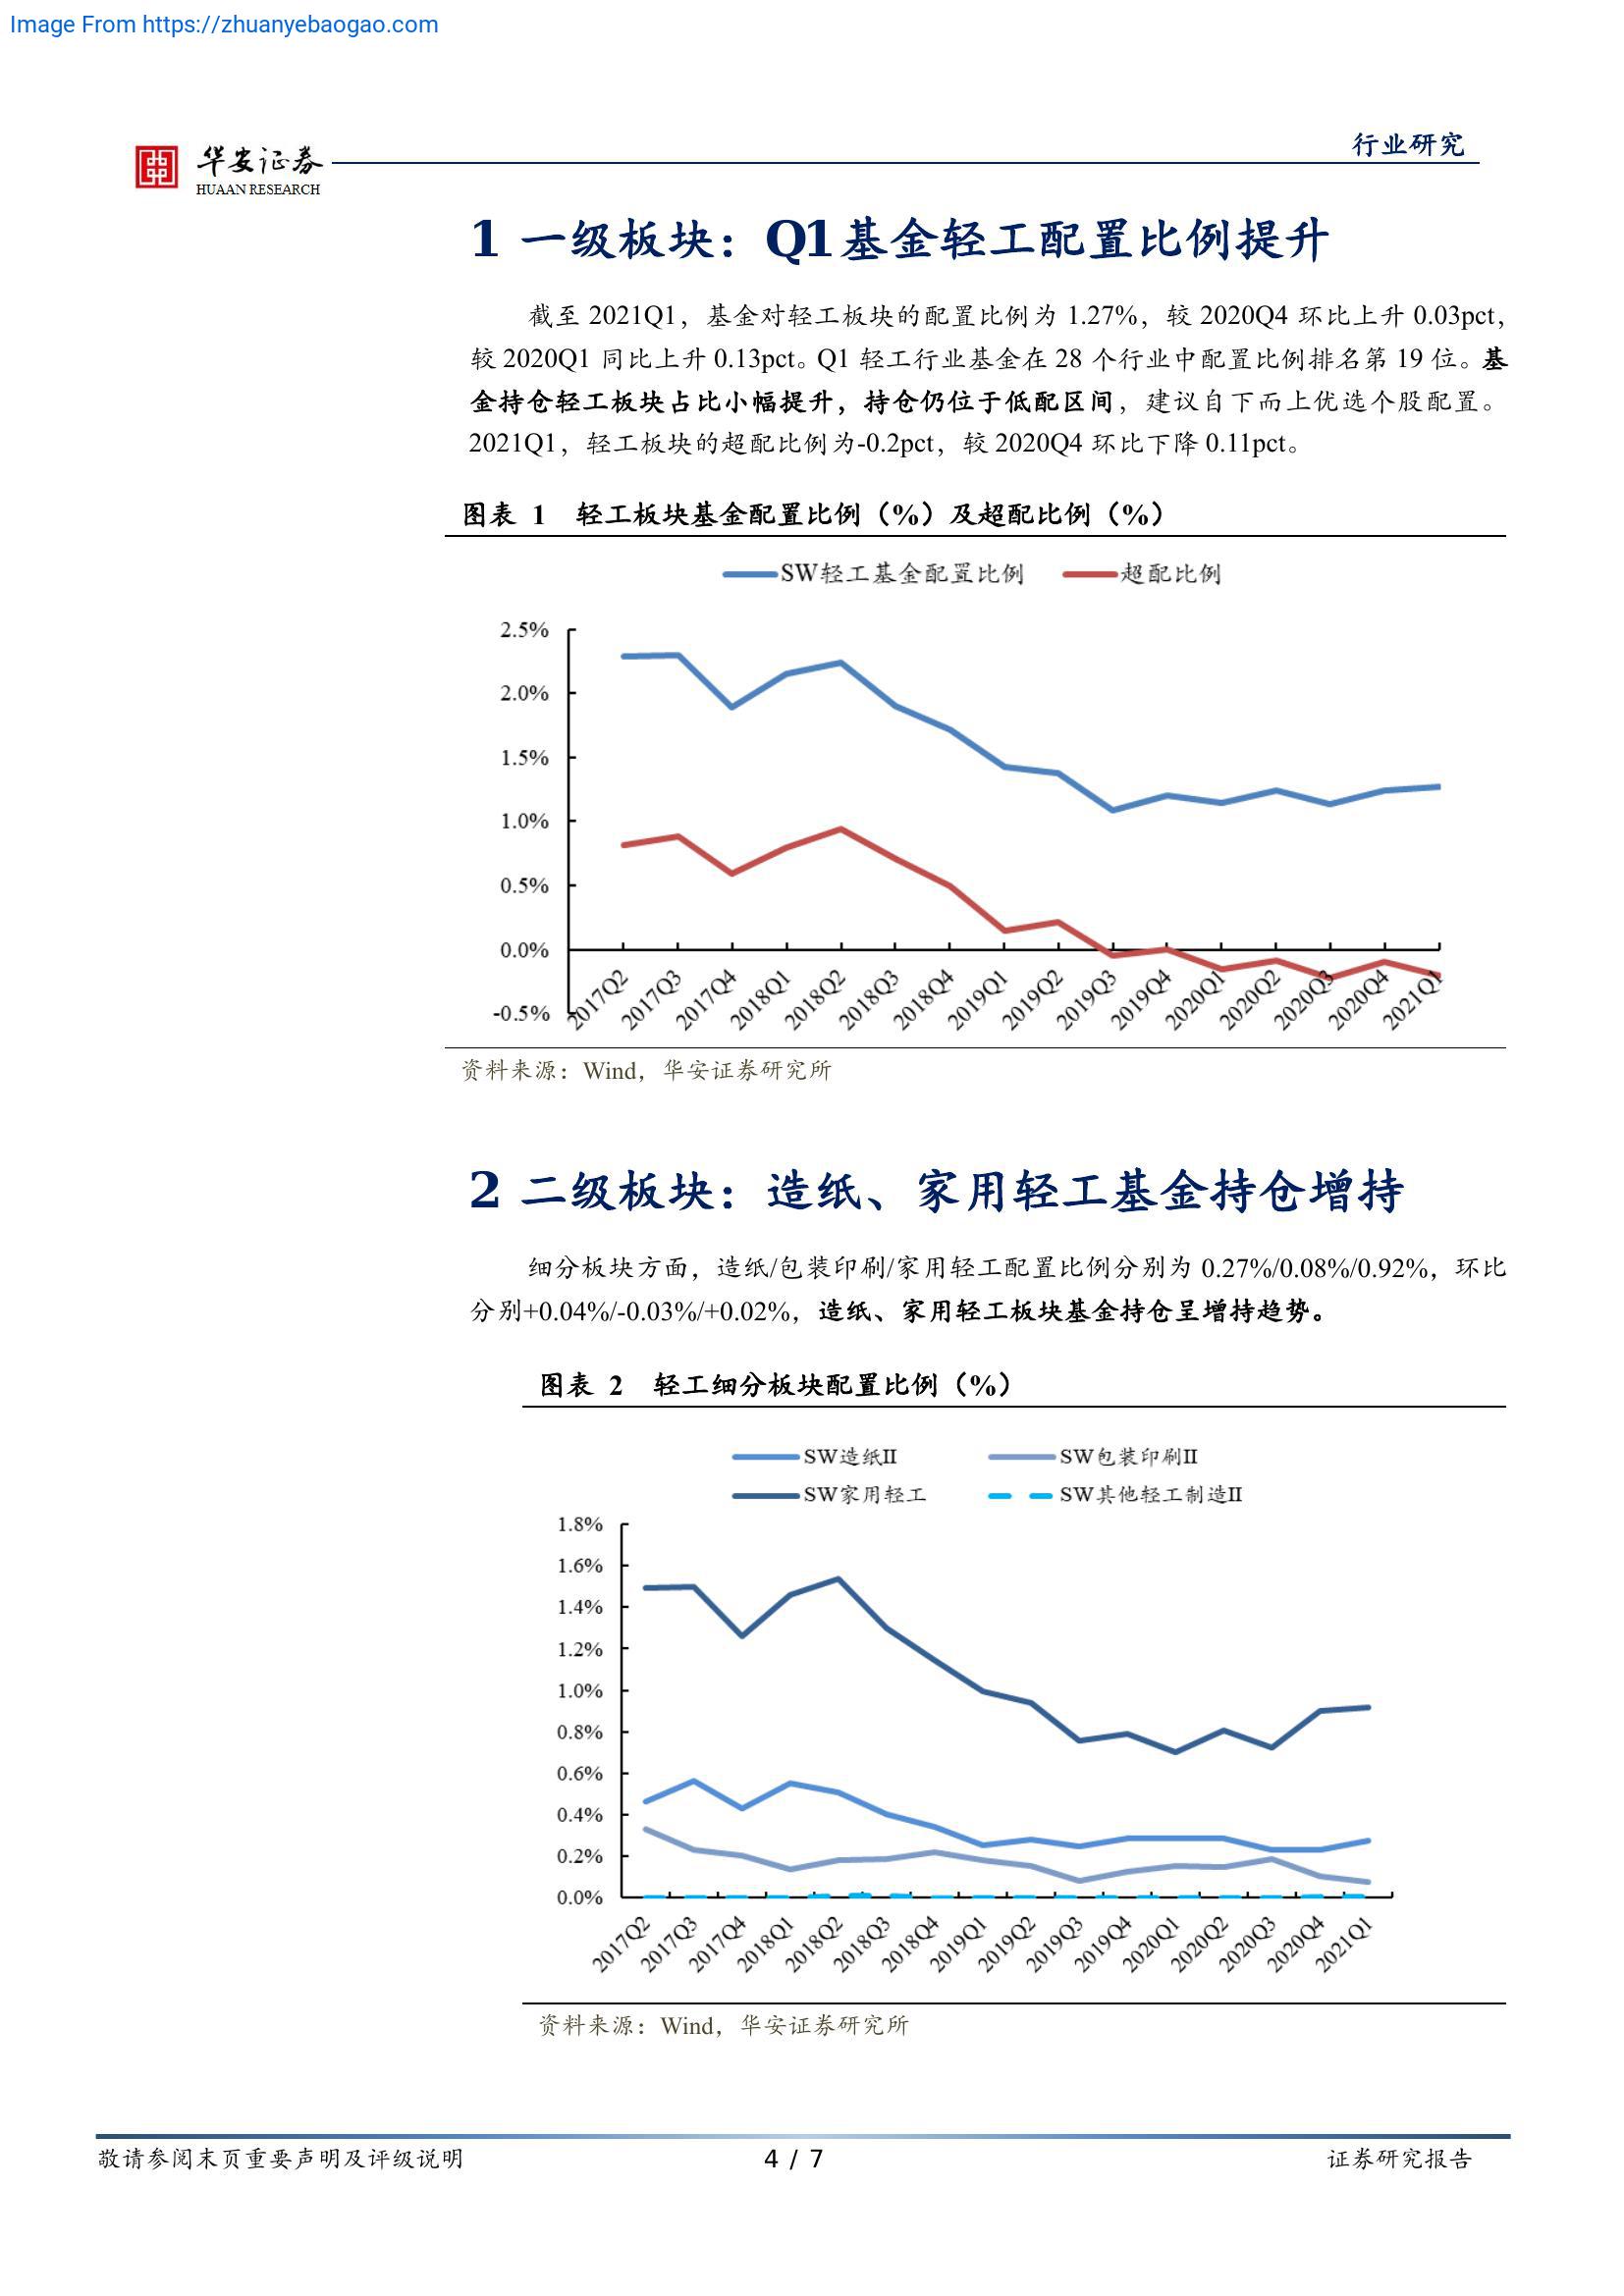 Image From https://zhuanyebaogao.com
华安证券
HUAAN RESEARCH
行业研究
1 一级板块：Q1基金轻工配置比例提升
截至 2021Q1，基金对轻工板块的配置比例为 1.27%，较 2020Q4 环比上升 0.03pct，
较 2020Q1 同比上升 0.13pct。Q1 轻工行业基金在 28 个行业中配置比例排名第 19 位。基
金持仓轻工板块占比小幅提升，持仓仍位于低配区间，建议自下而上优选个股配置。
2021Q1，轻工板块的超配比例为-0.2pct，较 2020Q4 环比下降 0.11pct。
图表 1 轻工板块基金配置比例（%）及超配比例（%）
SW轻工基金配置比例 超配比例
2.5%
2.0%
1.5%
1.0%
0.5%
0.0%
-0.5%
2017Q2 2017Q3 2017Q4 2018Q1 2018Q2 2018Q3 2018Q4 2019Q1 2019Q2 2019Q3 2019Q4 2020Q1 2020Q2 2020Q3 2020Q4 2021Q1
资料来源：Wind，华安证券研究所
2 二级板块：造纸、家用轻工基金持仓增持
细分板块方面，造纸/包装印刷/家用轻工配置比例分别为 0.27%/0.08%/0.92%，环比
分别+0.04%/-0.03%/+0.02%，造纸、家用轻工板块基金持仓呈增持趋势。
图表 2 轻工细分板块配置比例（%）
SW造纸II SW包装印刷II
SW家用轻工 SW其他轻工制造II
1.8%
1.6%
1.4%
1.2%
1.0%
0.8%
0.6%
0.4%
0.2%
0.0%
2017Q2 2017Q3 2017Q4 2018Q1 2018Q2 2018Q3 2018Q4 2019Q1 2019Q2 2019Q3 2019Q4 2020Q1 2020Q2 2020Q3 2020Q4 2021Q1
资料来源：Wind，华安证券研究所
敬请参阅末页重要声明及评级说明 4 / 7 证券研究报告